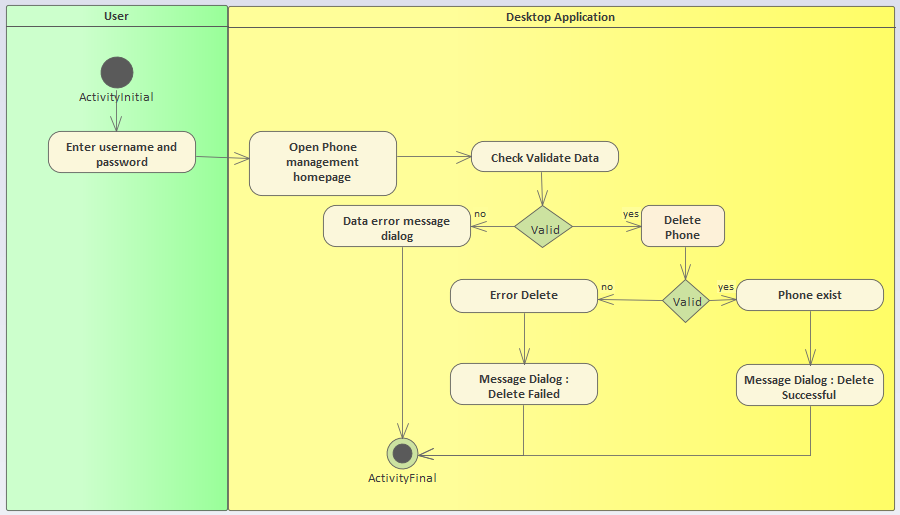 User
Desktop Application
ActivityInitial
Enter username and
password
Open Phone
management
homepage
Check Validate Data
Data error message
dialog
no
Valid
yes
Delete
Phone
Error Delete
no
Valid
yes
Phone exist
Message Dialog :
Delete Failed
Message Dialog : Delete
Successful
ActivityFinal